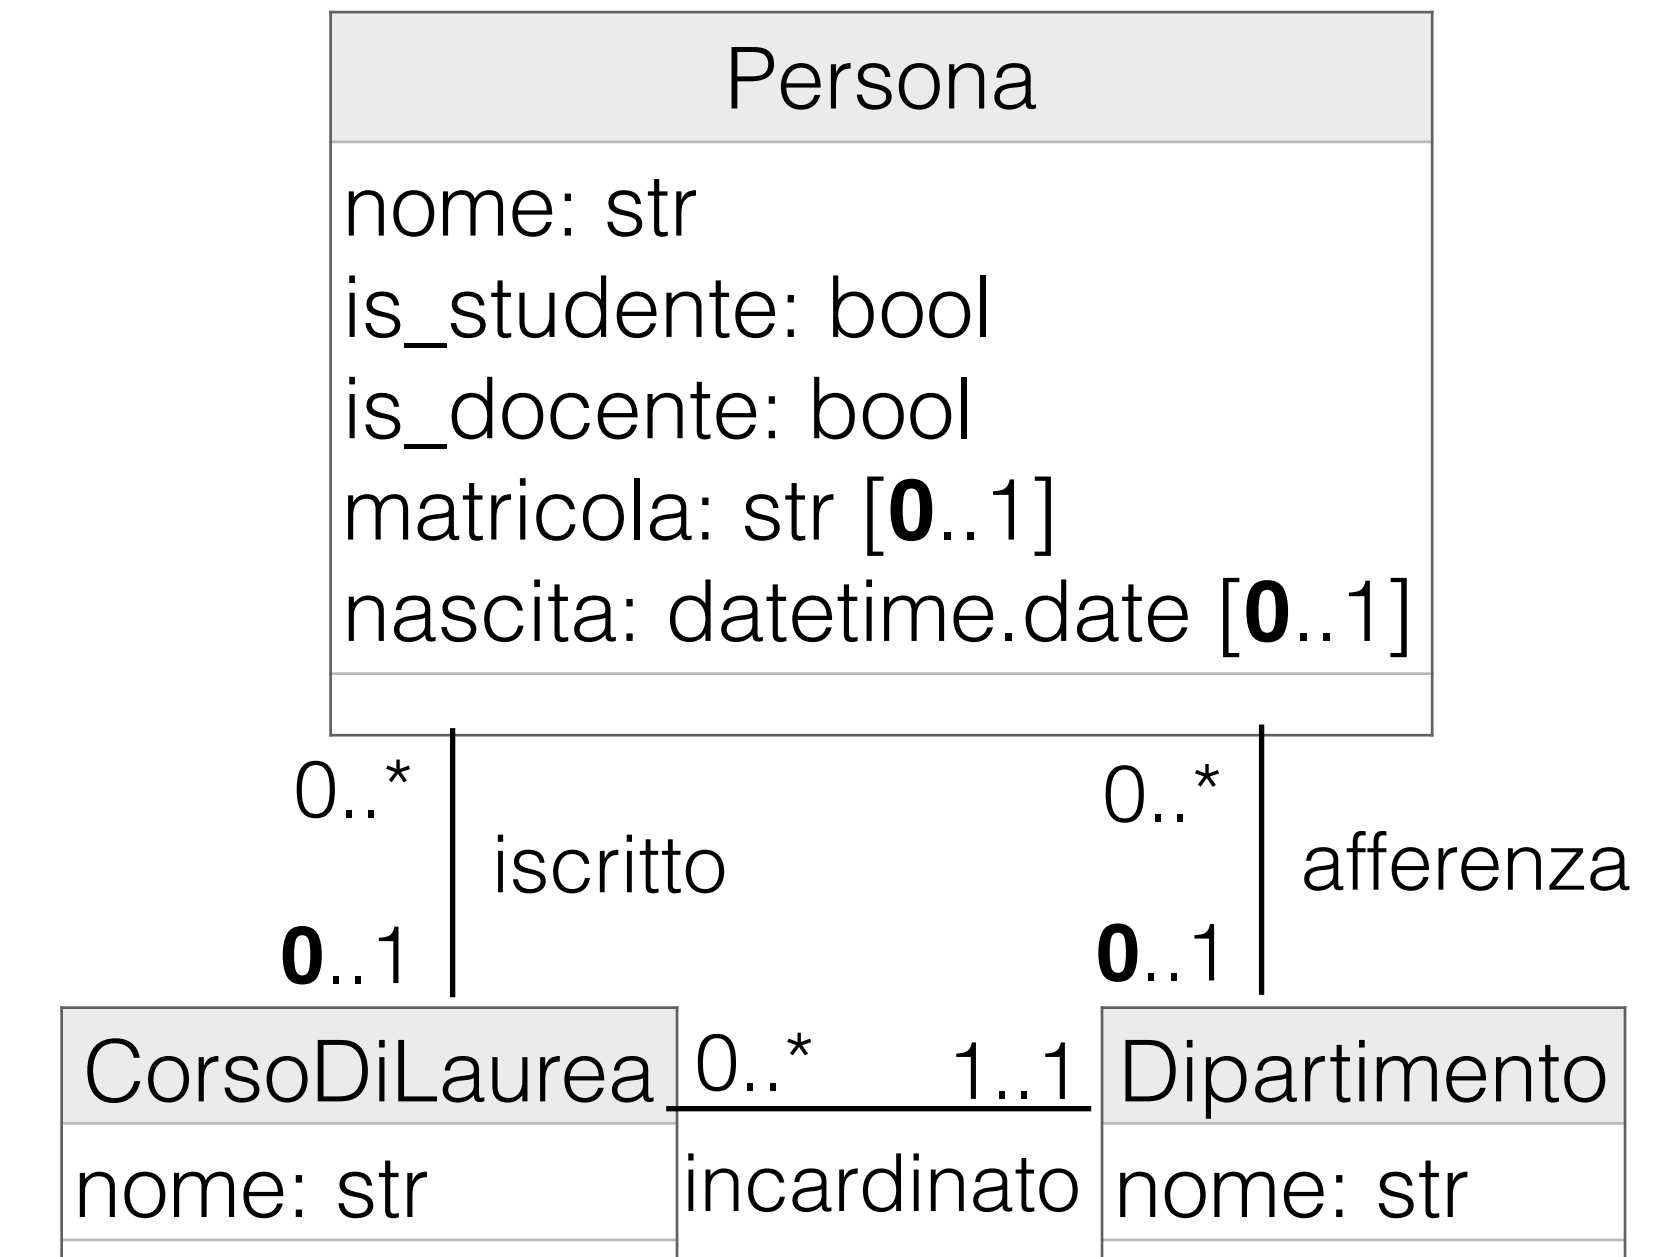 Persona
nome: str
is_studente: bool
is_docente: bool
matricola: str [0..1]
nascita: datetime.date [0..1]
0..*
0..*
iscritto
afferenza
0..1
0..1
CorsoDiLaurea
0..*
1..1
Dipartimento
nome: str
incardinato
nome: str